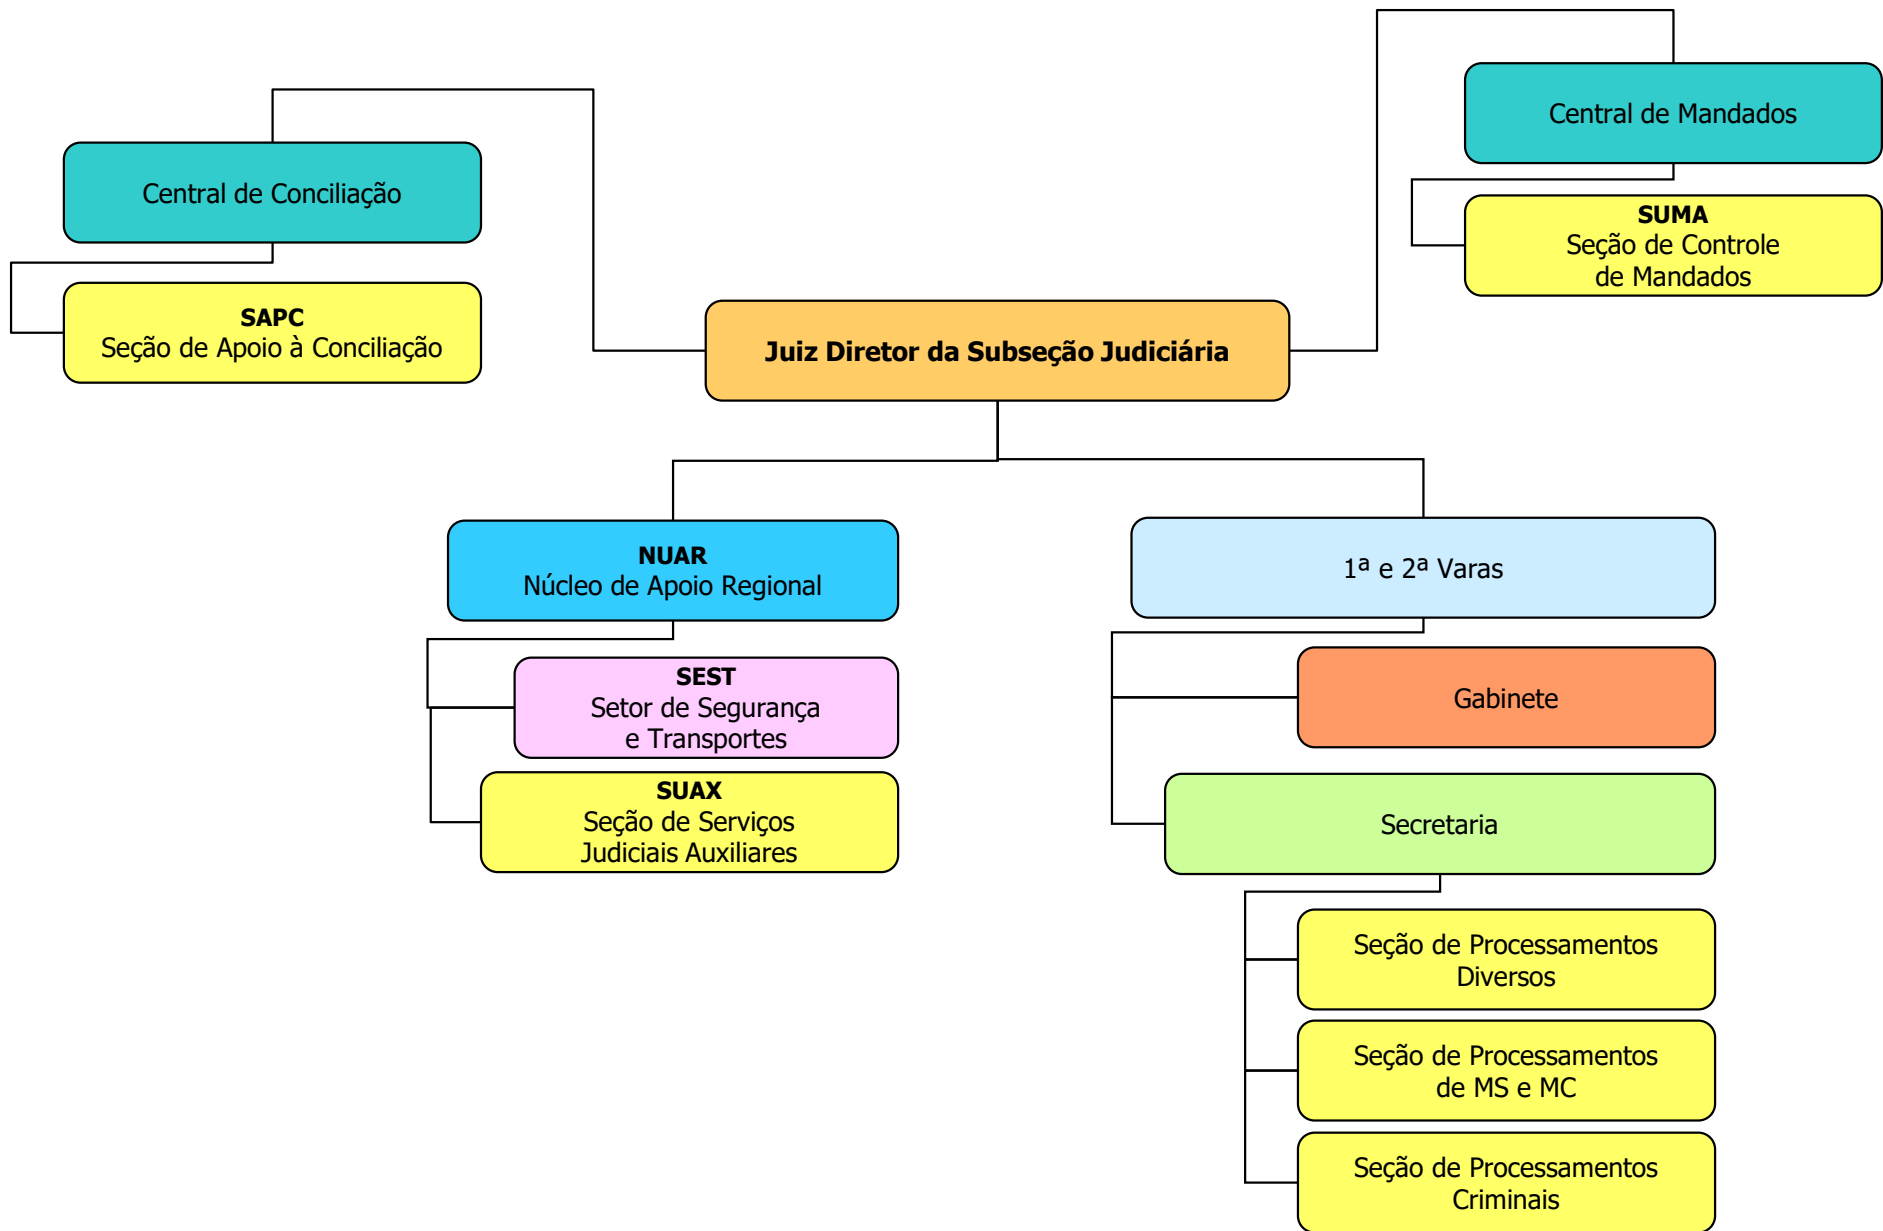 Central de Mandados
Central de Conciliação
SUMA
Seção de Controle
de Mandados
SAPC
Seção de Apoio à Conciliação
Juiz Diretor da Subseção Judiciária
NUAR
Núcleo de Apoio Regional
1ª e 2ª Varas
SEST
Setor de Segurança
e Transportes
Gabinete
SUAX
Seção de Serviços
Judiciais Auxiliares
Secretaria
Seção de Processamentos
Diversos
Seção de Processamentos
de MS e MC
Seção de Processamentos
Criminais